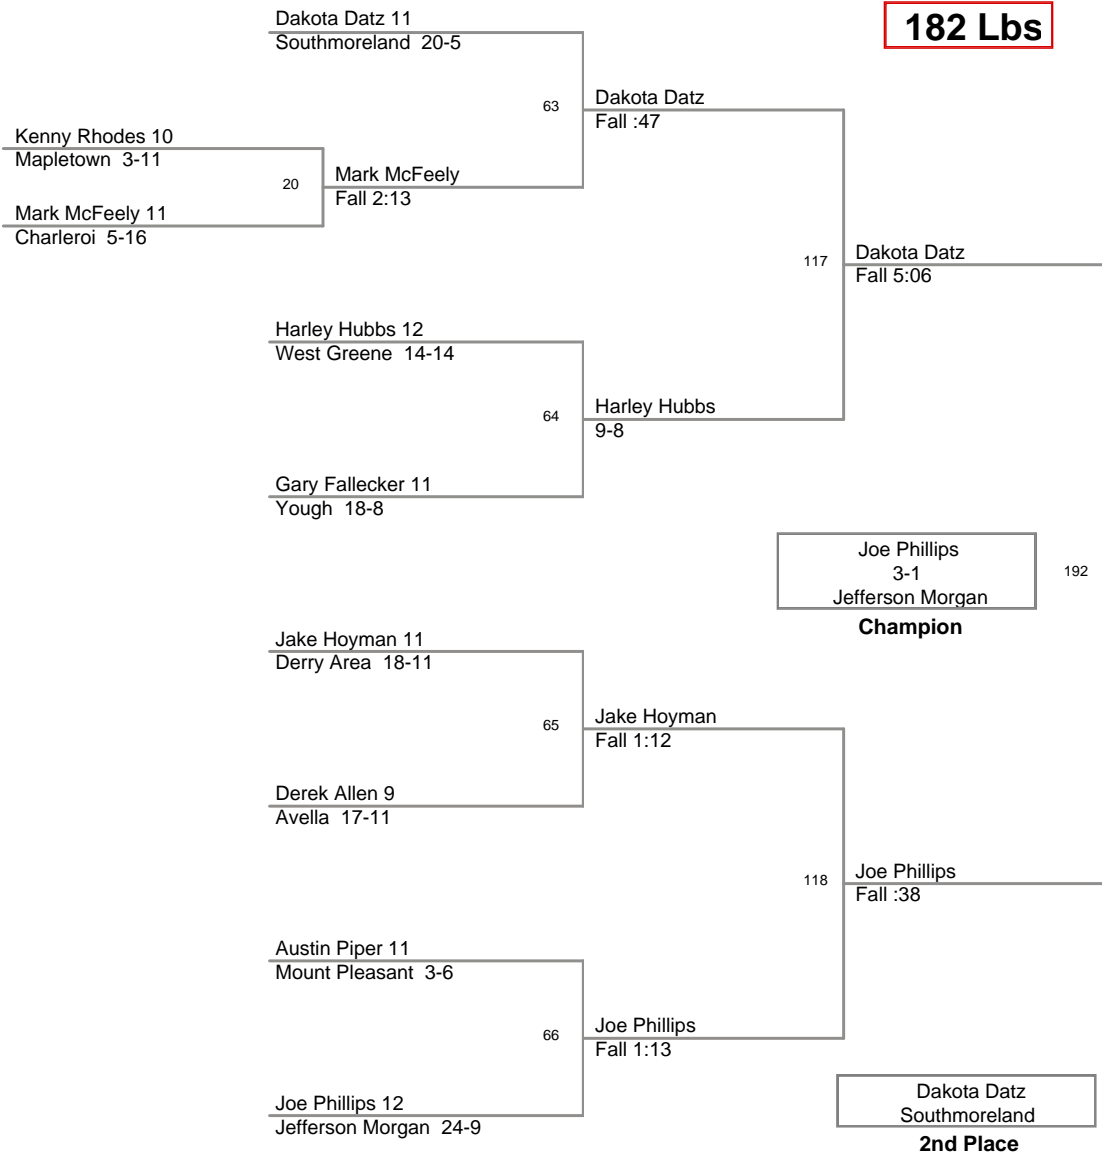 Dakota Datz 11
Southmoreland 20-5
182 Lbs
63
Dakota Datz
Fall :47
Kenny Rhodes 10
Mapletown 3-11
20
Mark McFeely
Fall 2:13
Mark McFeely 11
Charleroi 5-16
117
Dakota Datz
Fall 5:06
Harley Hubbs 12
West Greene 14-14
64
Harley Hubbs
9-8
Gary Fallecker 11
Yough 18-8
Joe Phillips
3-1
Jefferson Morgan
192
Champion
Jake Hoyman 11
Derry Area 18-11
65
Jake Hoyman
Fall 1:12
Derek Allen 9
Avella 17-11
118
Joe Phillips
Fall :38
Austin Piper 11
Mount Pleasant 3-6
66
Joe Phillips
Fall 1:13
Joe Phillips 12
Jefferson Morgan 24-9
Dakota Datz
Southmoreland
2nd Place